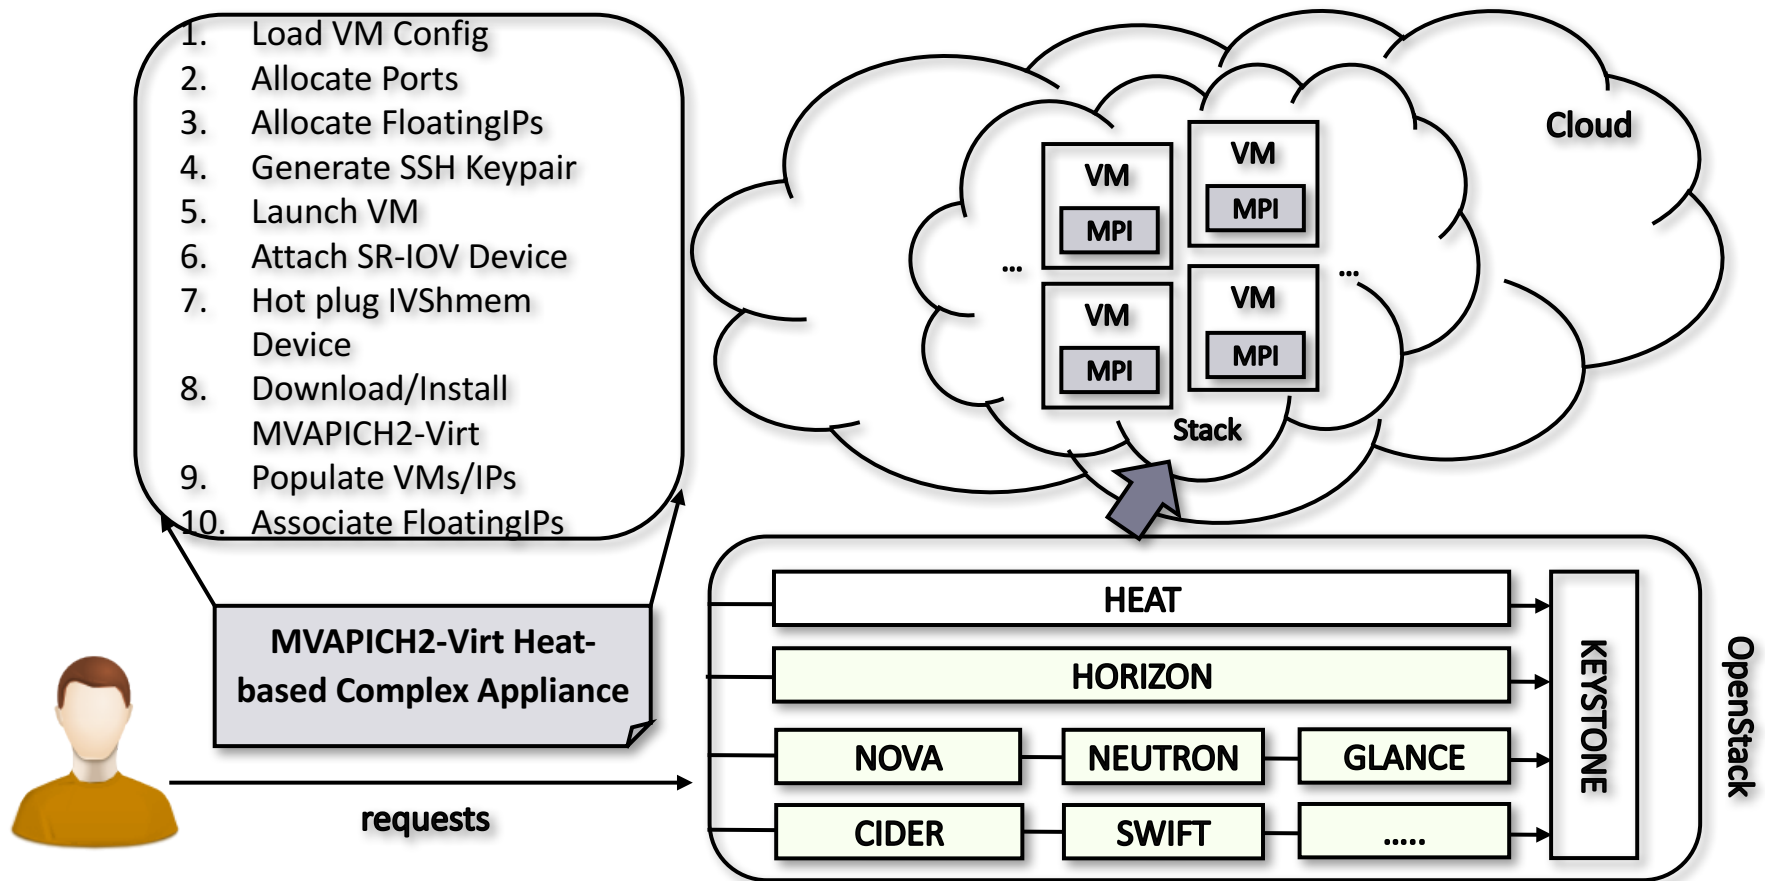 1. Load VM Config
2. Allocate Ports
3. Allocate FloatingIPs
4. Generate SSH Keypair
5. Launch VM
6. Attach SR-IOV Device
7. Hot plug IVShmem
Device
8. Download/Install
MVAPICH2-Virt
9. Populate VMs/IPs
10. Associate FloatingIPs
MVAPICH2-Virt Heat-
based Complex Appliance
requests
Cloud
VM
MPI
VM
MPI
...
...
VM
MPI
VM
MPI
Stack
HEAT
HORIZON
NOVA
NEUTRON
GLANCE
CIDER
SWIFT
.....
KEYSTONE
OpenStack